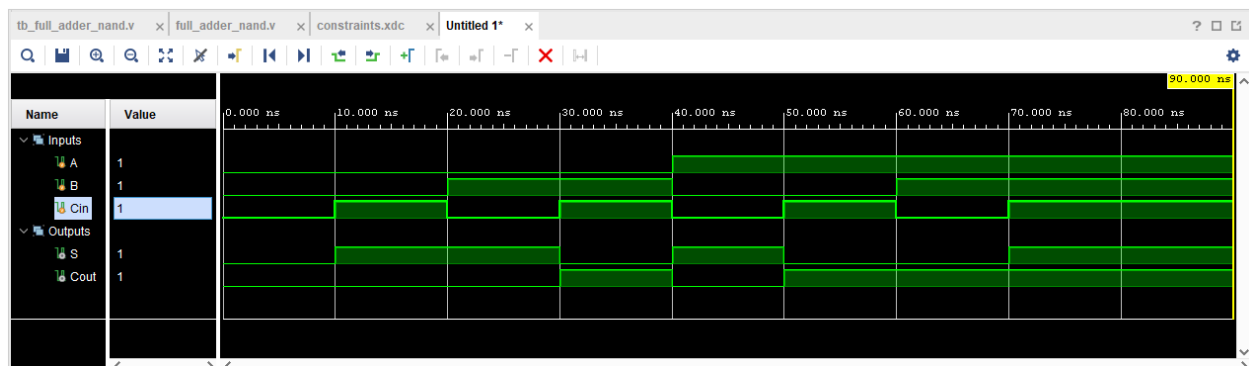 tb_full_adder_nand.v × full_adder_nand.v × constraints.xdc × Untitled 1* ×
90.000 ns
Name Value 0.000 ns 10.000 ns 20.000 ns 30.000 ns 40.000 ns 50.000 ns 60.000 ns 70.000 ns 80.000 ns
Inputs
A 1
B 1
Cin 1
Outputs
S 1
Cout 1